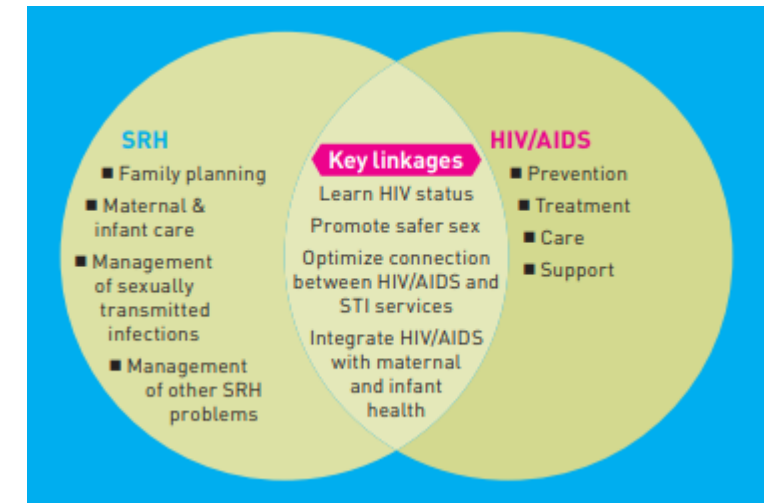 SRH
■ Family planning
■ Maternal &
infant care
■ Management
of sexually
transmitted
infections
■ Management
of other SRH
problems
Key linkages
Learn HIV status
Promote safer sex
Optimize connection
between HIV/AIDS and
STI services
Integrate HIV/AIDS
with maternal
and infant
health
HIV/AIDS
■ Prevention
■ Treatment
■ Care
■ Support